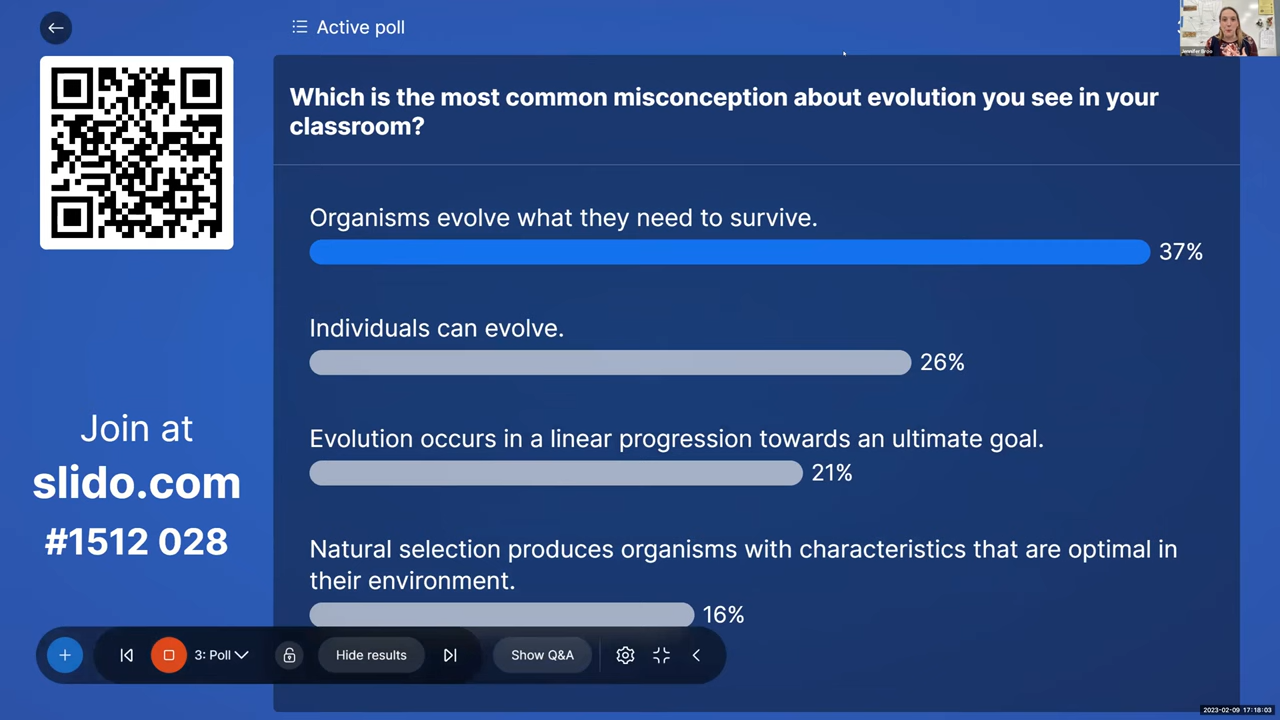 Active poll
Which is the most common misconception about evolution you see in your
classroom?
Organisms evolve what they need to survive.
37%
Individuals can evolve.
26%
Evolution occurs in a linear progression towards an ultimate goal.
21%
Natural selection produces organisms with characteristics that are optimal in
their environment.
16%
Join at
slido.com
#1512 028
3: Poll
Hide results
Show Q&A
Jennifer Broo
2023-02-09 17:18:03